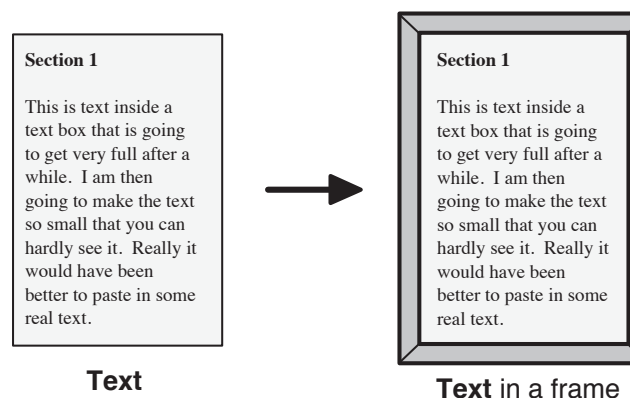 Section 1
This is text inside a
text box that is going
to get very full after a
while. I am then
going to make the text
so small that you can
hardly see it. Really it
would have been
better to paste in some
real text.
Text
Section 1
This is text inside a
text box that is going
to get very full after a
while. I am then
going to make the text
so small that you can
hardly see it. Really it
would have been
better to paste in some
real text.
Text in a frame